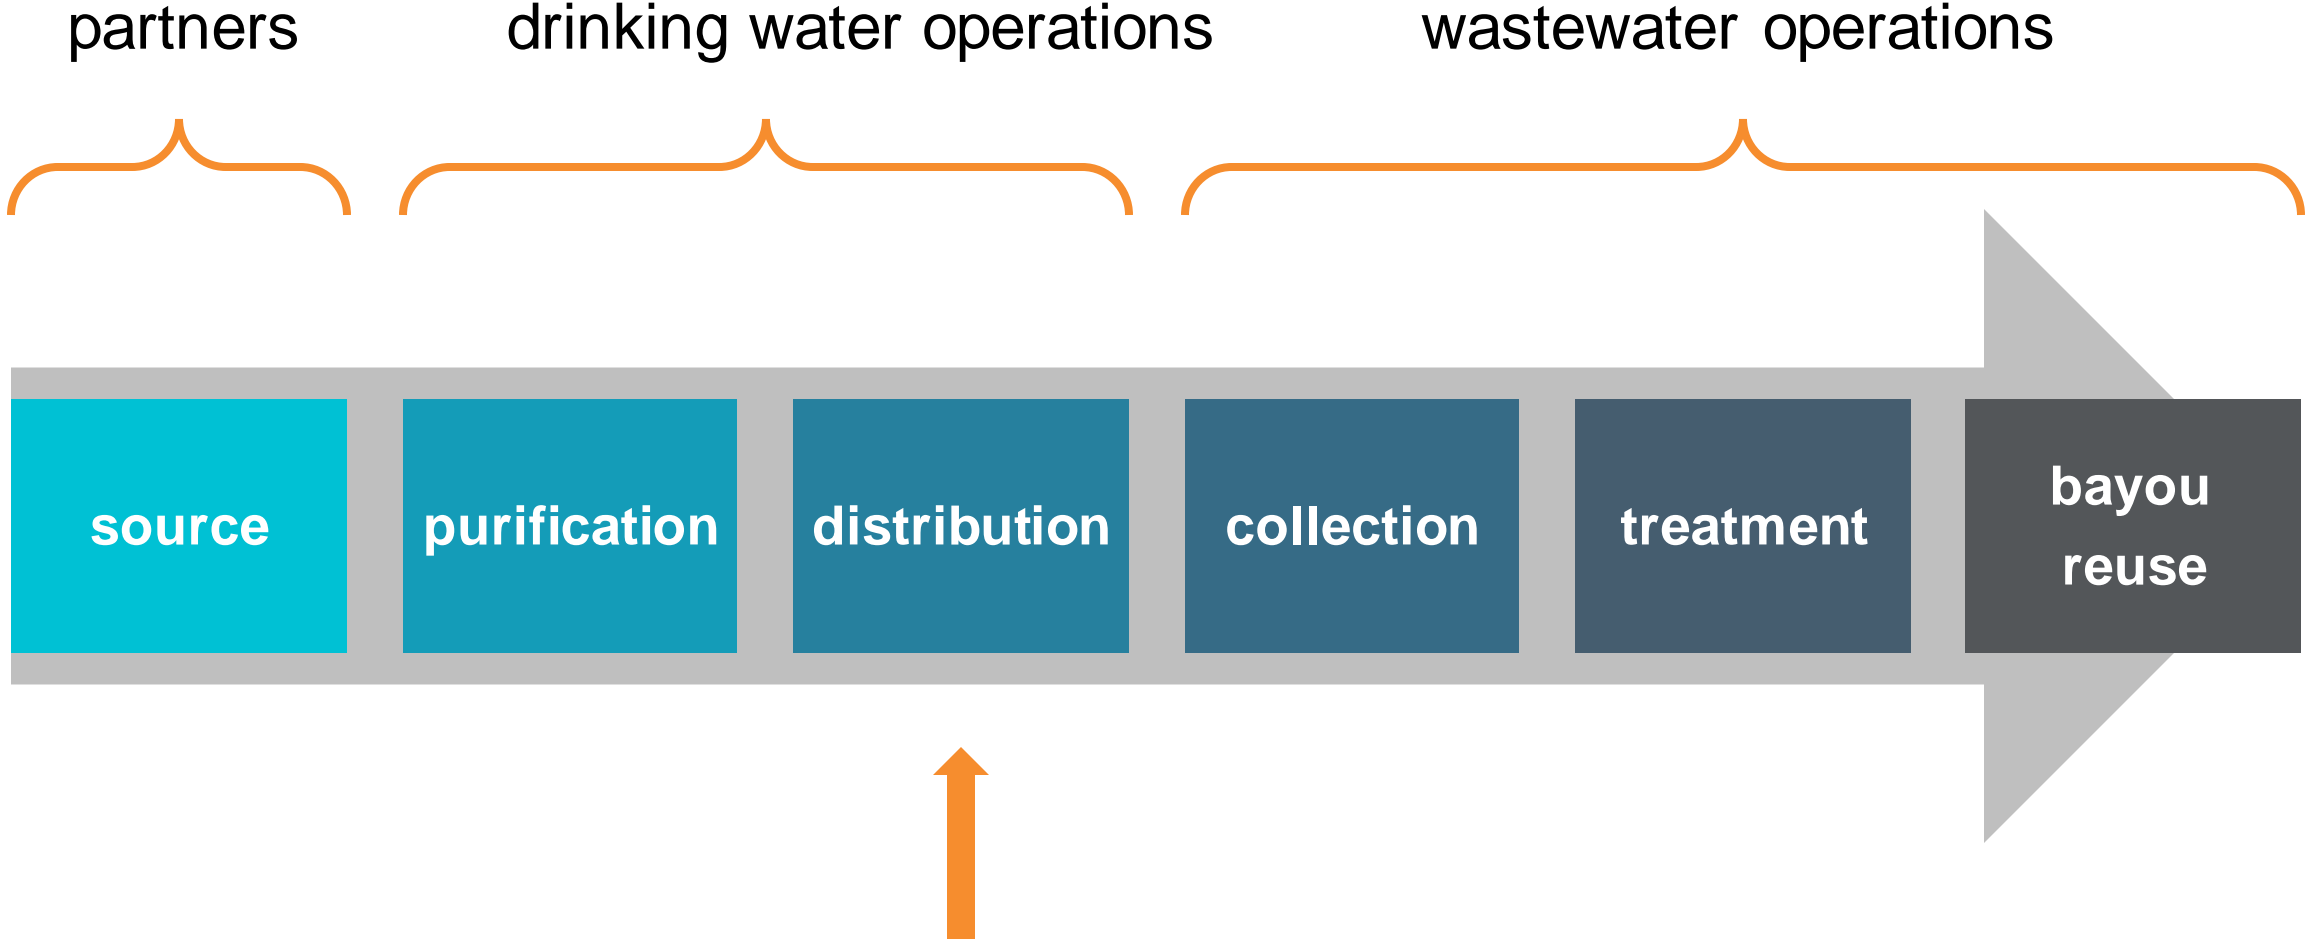 partners
drinking water operations
wastewater operations
source
purification
distribution
collection
treatment
bayou
reuse